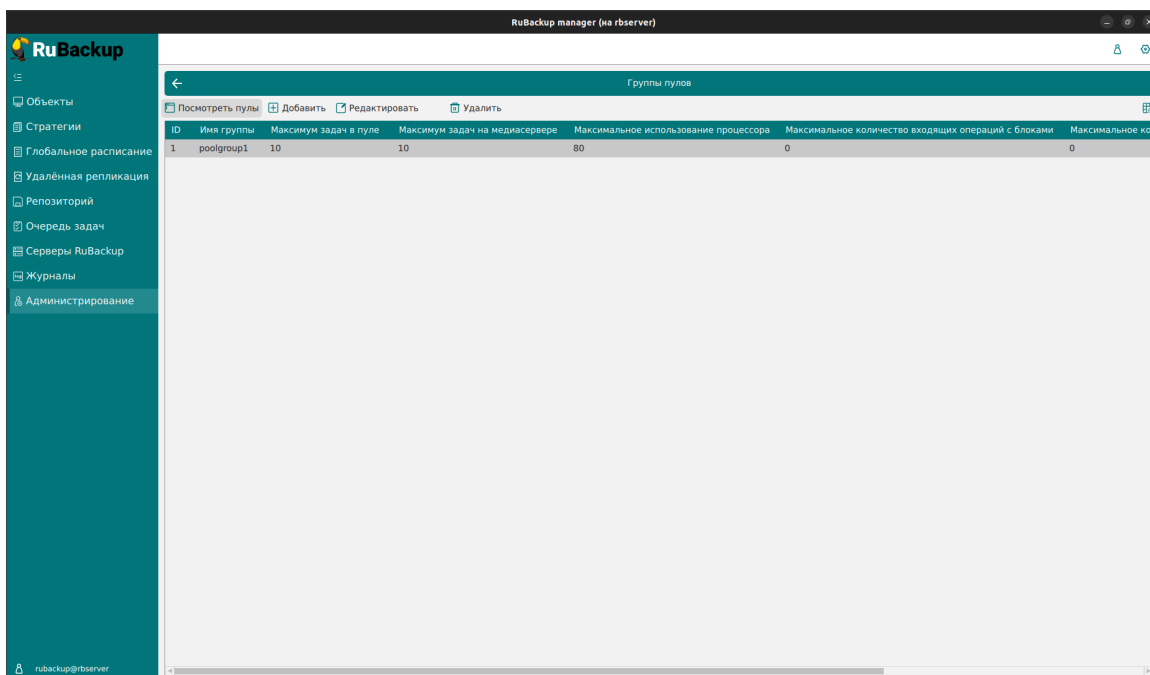 RuBackup manager (на rbserver)
RuBackup
Группы пулов
Объекты
Стратегии
Глобальное расписание
Удалённая репликация
Репозиторий
Очередь задач
Серверы RuBackup
Журналы
Администрирование
Посмотреть пулы Добавить Редактировать Удалить
ID Имя группы Максимум задач в пуле Максимум задач на медиасервере Максимальное использование процессора Максимальное количество входящих операций с блоками Максимальное ко
1 poolgroup1 10 10 80 0 0
rubackup@rbserver